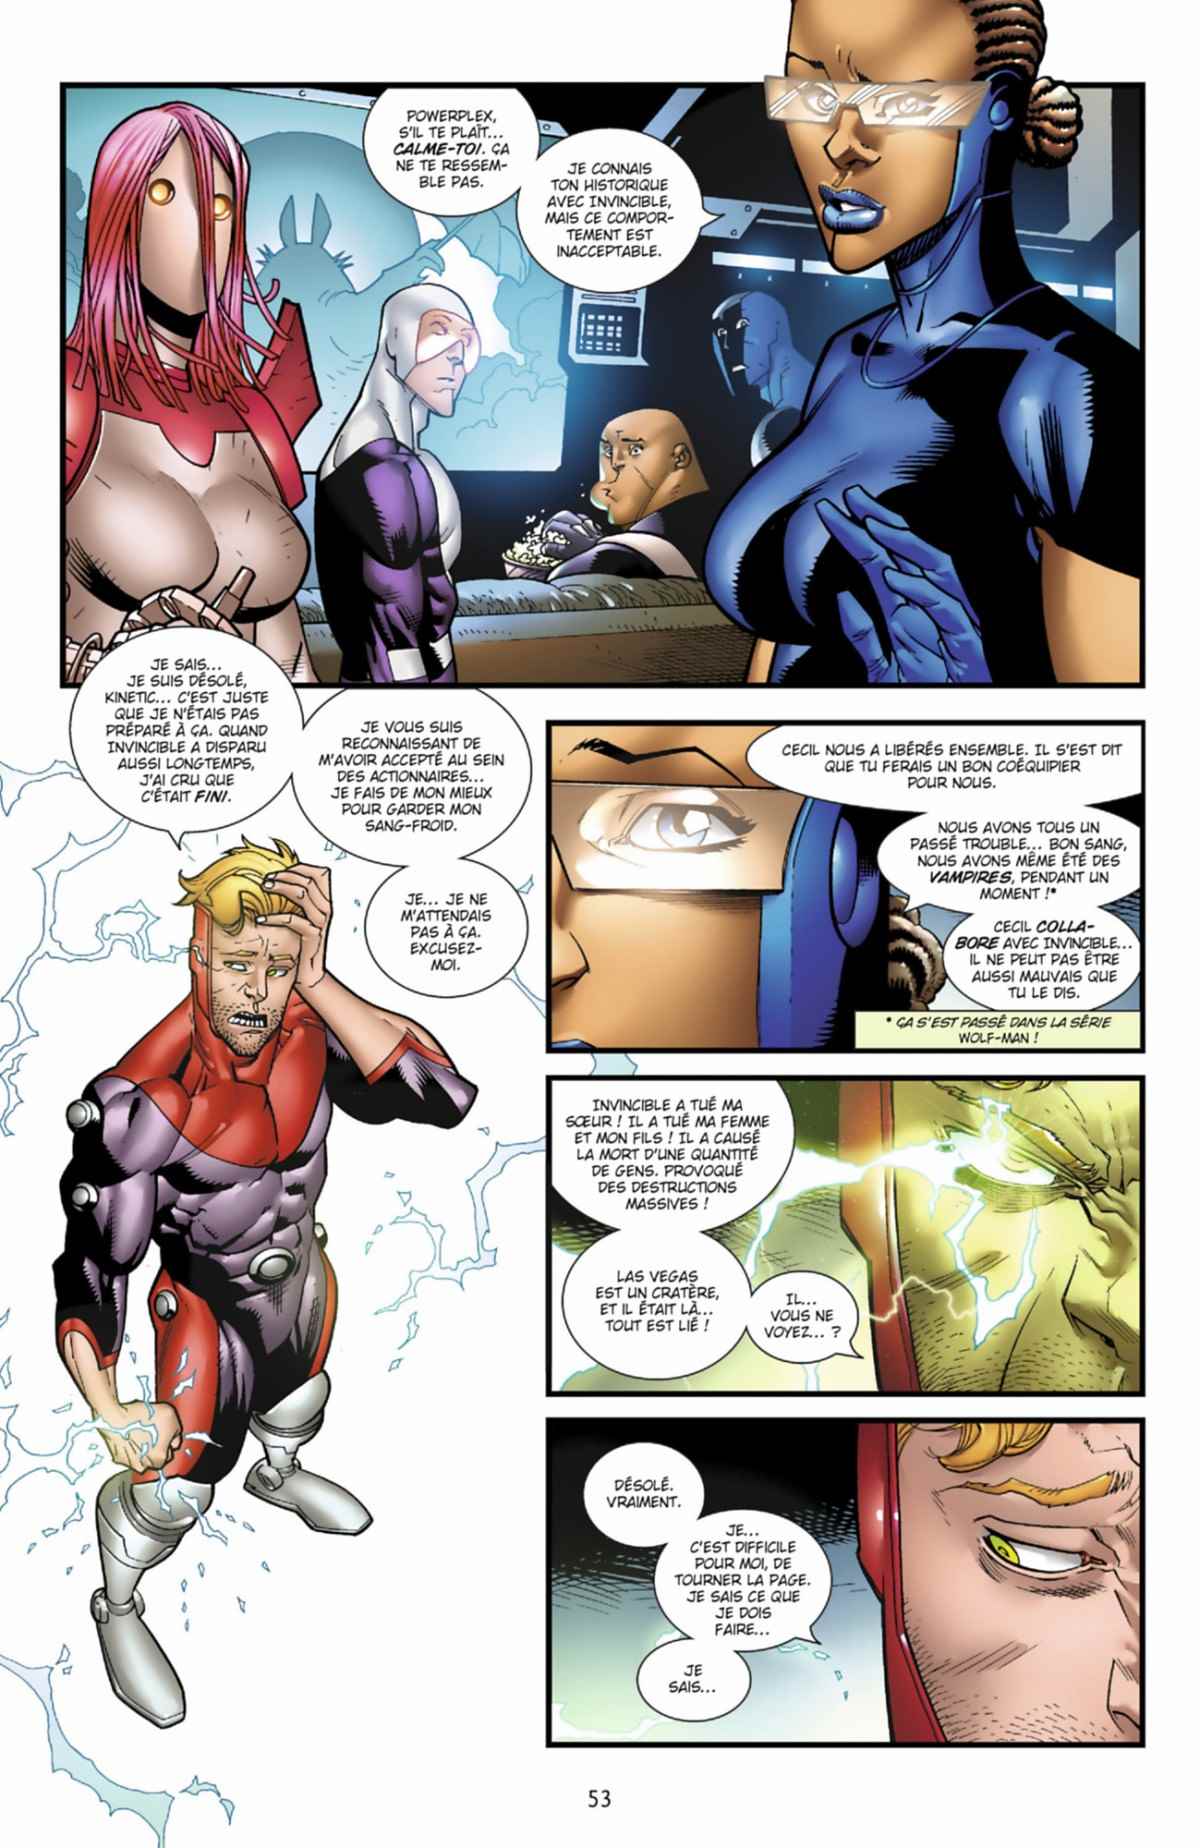 POWERPLEX,
S'IL TE PLAÎT...
CALME-TOI. ÇA
NE TE RESSEM-
BLE PAS.
JE CONNAIS
TON HISTORIQUE
AVEC INVINCIBLE,
MAIS CE COMPOR-
TEMENT EST
INACCEPTABLE.
JE SAIS...
JE SUIS DÉSOLÉ,
KINETIC... C'EST JUSTE
QUE JE N'ÉTAIS PAS
PRÉPARÉ À ÇA. QUAND
INVINCIBLE A DISPARU
AUSSI LONGTEMPS,
J'AI CRU QUE
C'ÉTAIT FINI.
JE VOUS SUIS
RECONNAISSANT DE
M'AVOIR ACCEPTÉ AU SEIN
DES ACTIONNAIRES...
JE FAIS DE MON MIEUX
POUR GARDER MON
SANG-FROID.
JE... JE NE
M'ATTENDAIS
PAS À ÇA.
EXCUSEZ-
MOI.
CECIL NOUS A LIBÉRÉS ENSEMBLE. IL S'EST DIT
QUE TU FERAIS UN BON COÉQUIPIER
POUR NOUS.
NOUS AVONS TOUS UN
PASSÉ TROUBLE... BON SANG,
NOUS AVONS MÊME ÉTÉ DES
VAMPIRES, PENDANT UN
MOMENT !*
CECIL COLLA-
BORE AVEC INVINCIBLE...
IL NE PEUT PAS ÊTRE
AUSSI MAUVAIS QUE
TU LE DIS.
* ÇA S'EST PASSÉ DANS LA SÉRIE
WOLF-MAN !
INVINCIBLE A TUÉ MA
SŒUR ! IL A TUÉ MA FEMME
ET MON FILS ! IL A CAUSÉ
LA MORT D'UNE QUANTITÉ
DE GENS. PROVOQUÉ
DES DESTRUCTIONS
MASSIVES !
LAS VEGAS
EST UN CRATÈRE,
ET IL ÉTAIT LÀ...
TOUT EST LIÉ !
IL...
VOUS NE
VOYEZ... ?
DÉSOLÉ.
VRAIMENT.
JE...
C'EST DIFFICILE
POUR MOI, DE
TOURNER LA PAGE.
JE SAIS CE QUE
JE DOIS
FAIRE...
JE
SAIS...
53